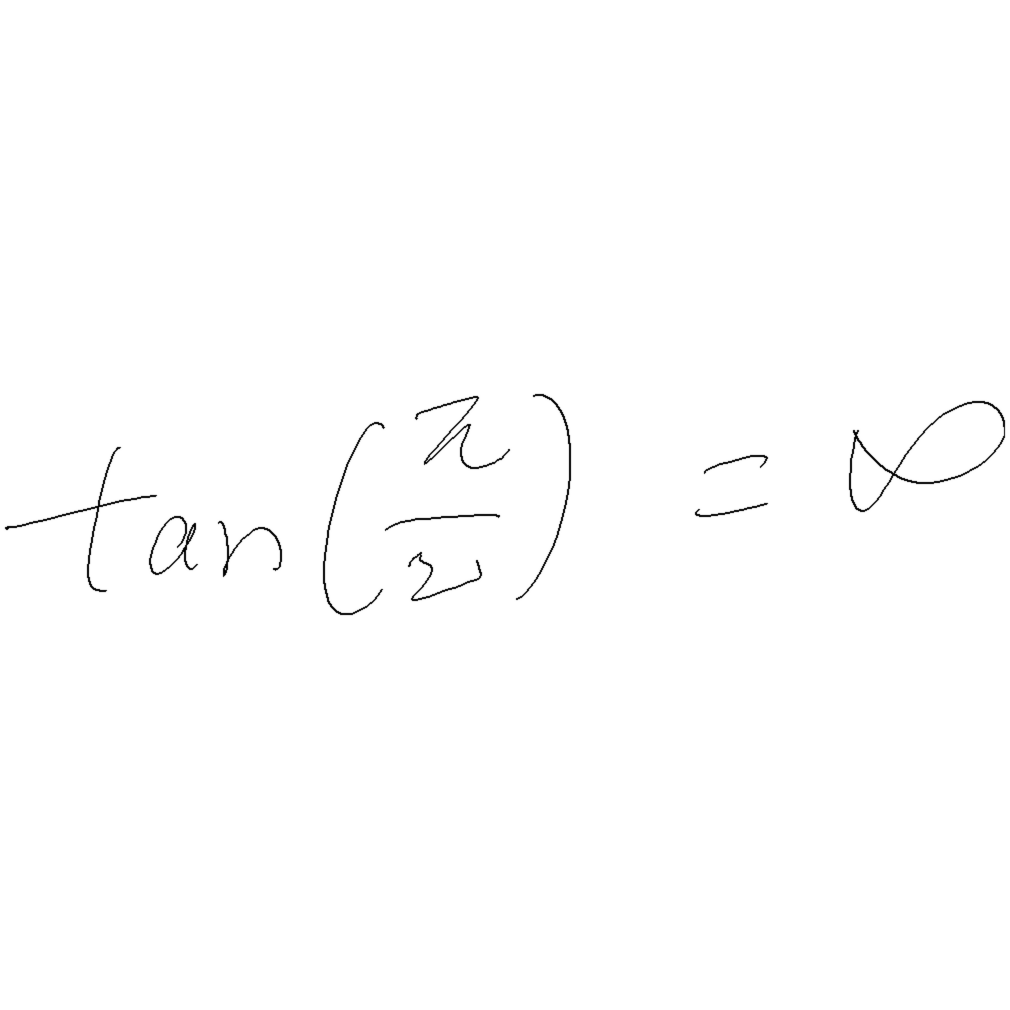 tan(π/2) = ∞